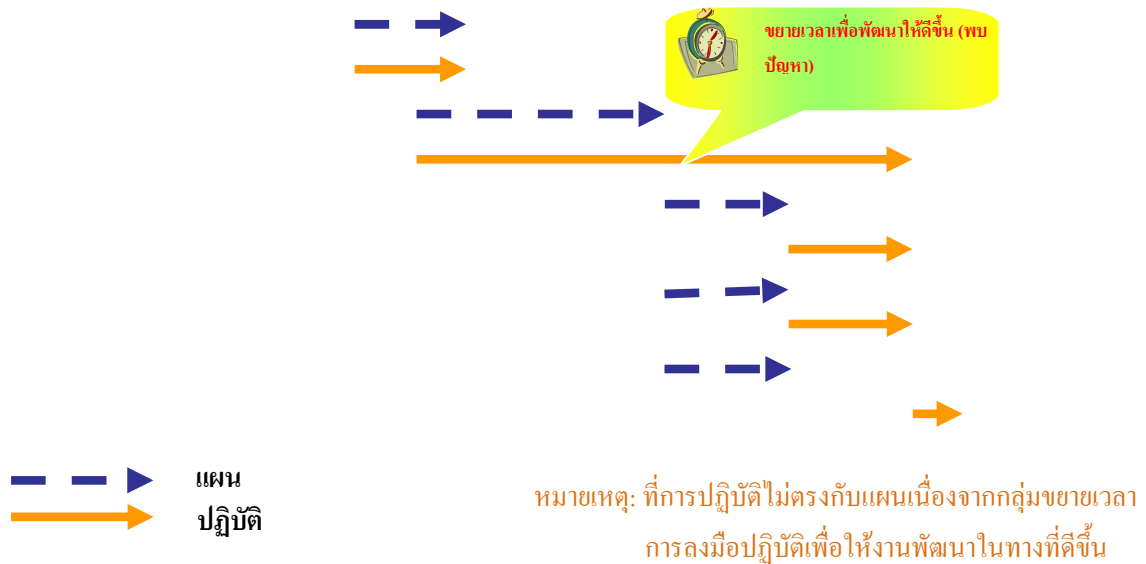 ขยายเวลาเพื่อพัฒนาให้ดีขึ้น (พบ
ปัญหา)
แผน
ปฏิบัติ
หมายเหตุ: ที่การปฏิบัติไม่ตรงกับแผนเนื่องจากกลุ่มขยายเวลา
การลงมือปฏิบัติเพื่อให้งานพัฒนาในทางที่ดีขึ้น